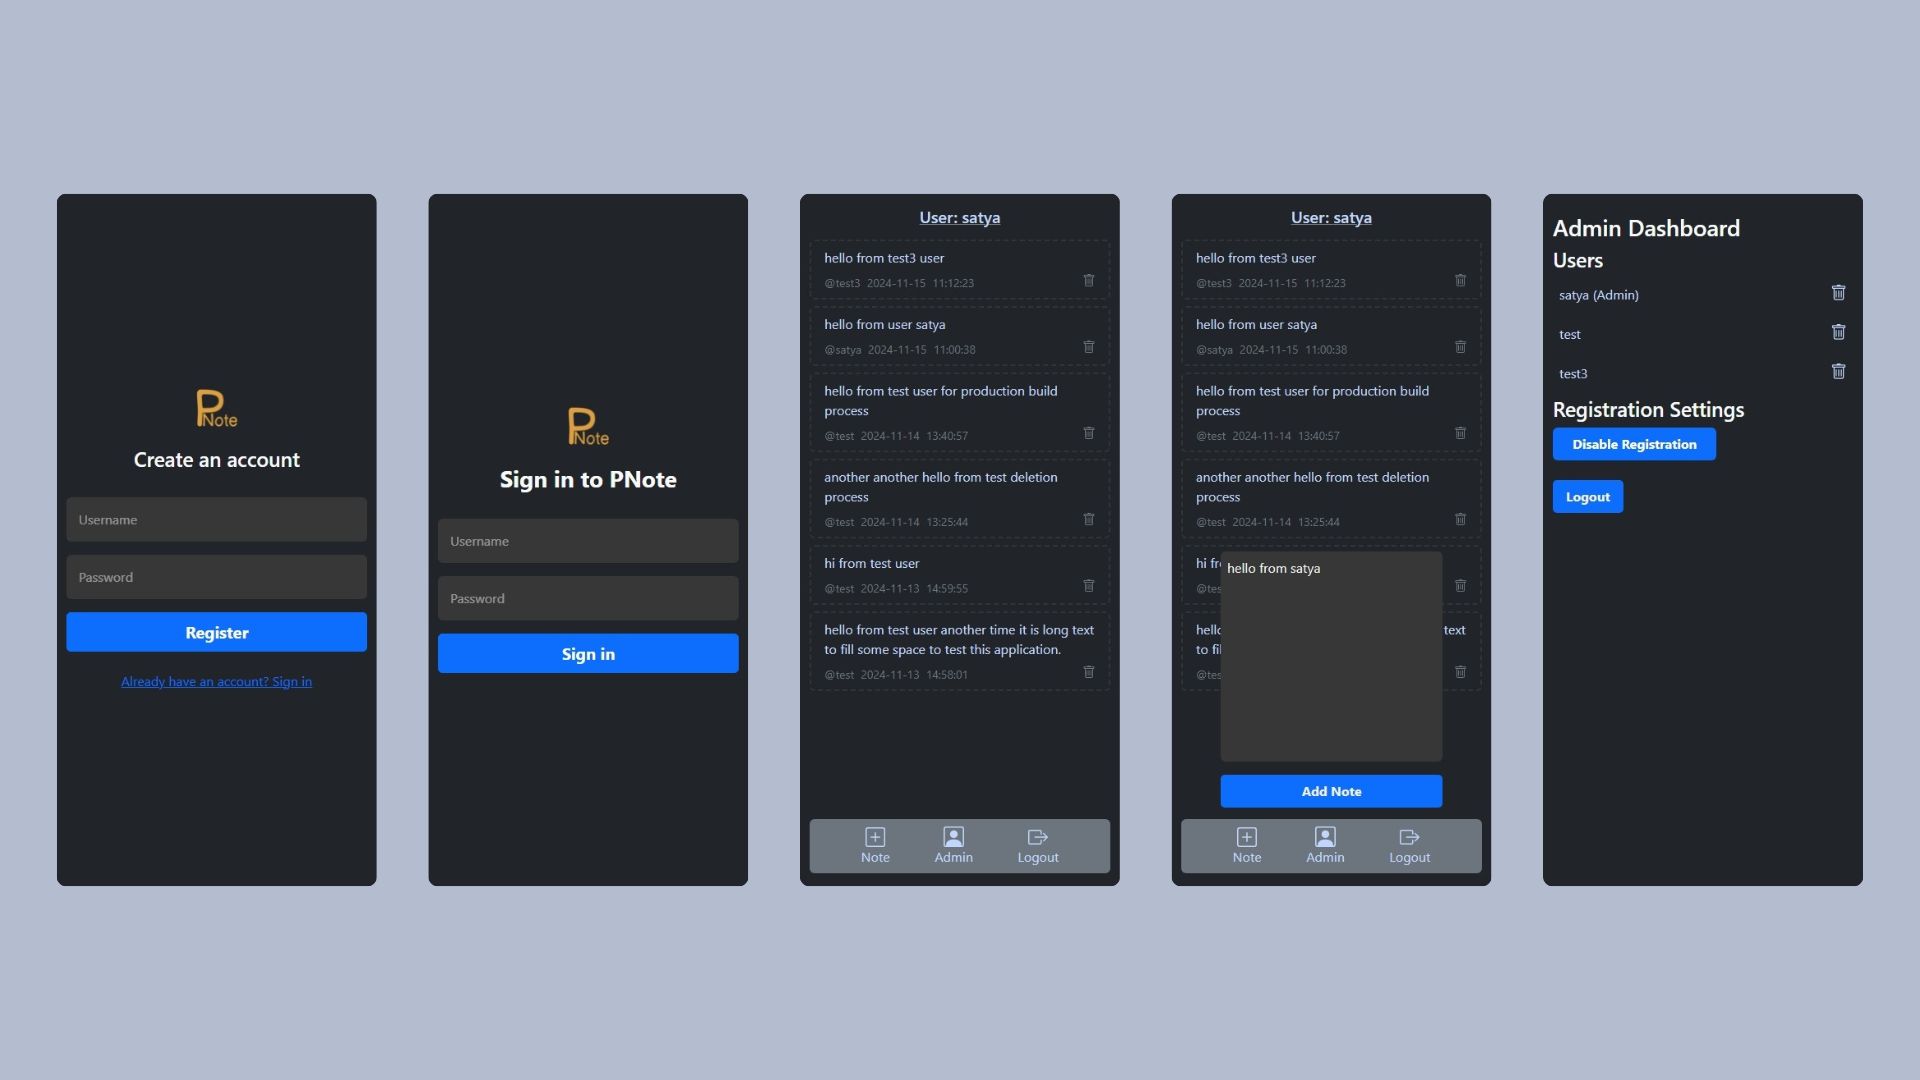 PNote
Create an account
Username
Password
Register
Already have an account? Sign in
PNote
Sign in to PNote
Username
Password
Sign in
User: satya
hello from test3 user
@test3 2024-11-15 11:12:23
hello from user satya
@satya 2024-11-15 11:00:38
hello from test user for production build
process
@test 2024-11-14 13:40:57
another another hello from test deletion
process
@test 2024-11-14 13:25:44
hi from test user
@test 2024-11-13 14:59:55
hello from test user another time it is long text
to fill some space to test this application.
@test 2024-11-13 14:58:01
Note Admin Logout
User: satya
hello from test3 user
@test3 2024-11-15 11:12:23
hello from user satya
@satya 2024-11-15 11:00:38
hello from test user for production build
process
@test 2024-11-14 13:40:57
another another hello from test deletion
process
@test 2024-11-14 13:25:44
hi fr
@tes
hello from satya
hello text
to fil
@tes
Add Note
Note Admin Logout
Admin Dashboard
Users
satya (Admin)
test
test3
Registration Settings
Disable Registration
Logout